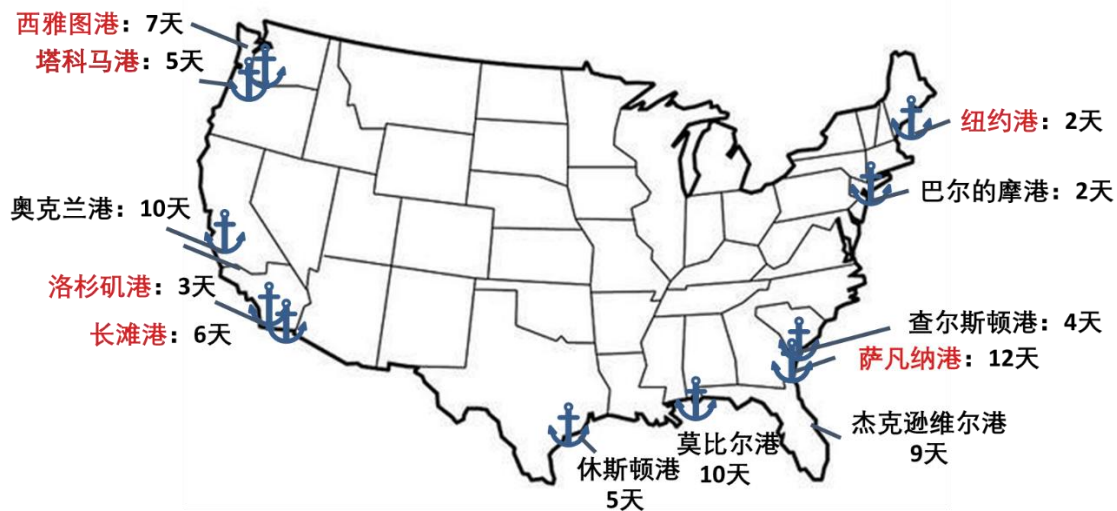 西雅图港：7天
塔科马港：5天
纽约港：2天
巴尔的摩港：2天
奥克兰港：10天
洛杉矶港：3天
长滩港：6天
查尔斯顿港：4天
萨凡纳港：12天
杰克逊维尔港
9天
莫比尔港
10天
休斯顿港
5天